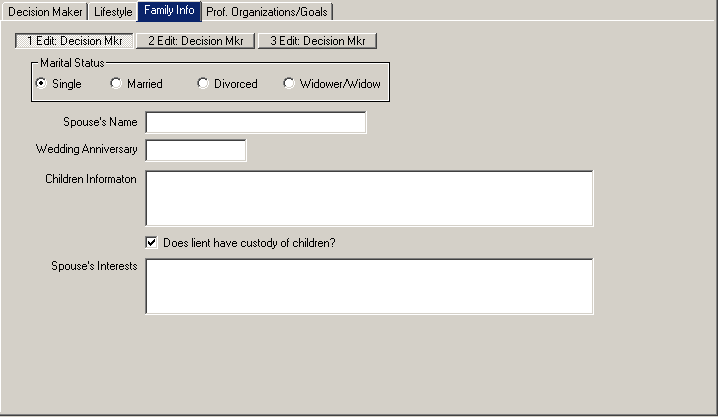 Decision Maker Lifestyle Family Info Prof. Organizations/Goals
1 Edit: Decision Mkr 2 Edit: Decision Mkr 3 Edit: Decision Mkr
Marital Status
Single Married Divorced Widower/Widow
Spouse's Name
Wedding Anniversary
Children Informaton
Does lient have custody of children?
Spouse's Interests